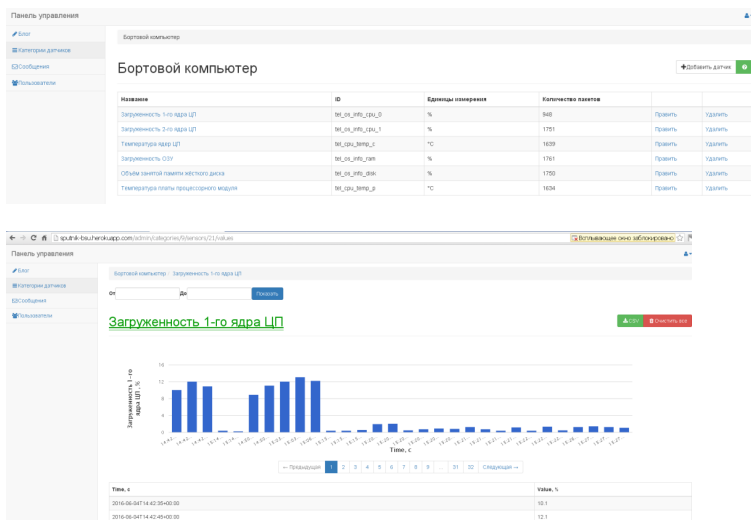 Панель управления
Блог
Категории датчиков
Сообщения
Пользователи
Бортовой компьютер
Бортовой компьютер
Добавить датчик
Название ID Единицы измерения Количество пакетов
Загруженность 1-го ядра ЦП tel_os_info_cpu_0 % 948 Править Удалить
Загруженность 2-го ядра ЦП tel_os_info_cpu_1 % 1751 Править Удалить
Температура ядер ЦП tel_cpu_temp_c °C 1639 Править Удалить
Загруженность ОЗУ tel_os_info_ram % 1761 Править Удалить
Объём занятой памяти жёсткого диска tel_os_info_disk % 1750 Править Удалить
Температура платы процессорного модуля tel_cpu_temp_p °C 1634 Править Удалить
sputnik-bsu.herokuapp.com/admin/categories/9/sensors/21/values
Всплывающее окно заблокировано
Панель управления
Блог
Категории датчиков
Сообщения
Пользователи
Бортовой компьютер / Загруженность 1-го ядра ЦП
От До Показать
Загруженность 1-го ядра ЦП
CSV Очистить все
Загруженность 1-го
ядра ЦП , %
16
12
8
4
0
Time, с
← Предыдущая 1 2 3 4 5 6 7 8 9 ... 31 32 Следующая →
Time, с Value, %
2016-06-04T14:42:35+00:00 10.1
2016-06-04T14:42:45+00:00 12.1